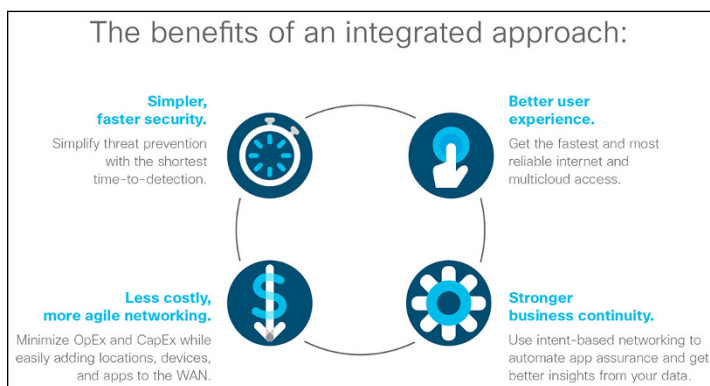 The benefits of an integrated approach:
Simpler,
faster security.
Simplify threat prevention
with the shortest
time-to-detection.
Better user
experience.
Get the fastest and most
reliable internet and
multicloud access.
Less costly,
more agile networking.
Minimize OpEx and CapEx while
easily adding locations, devices,
and apps to the WAN.
Stronger
business continuity.
Use intent-based networking to
automate app assurance and get
better insights from your data.